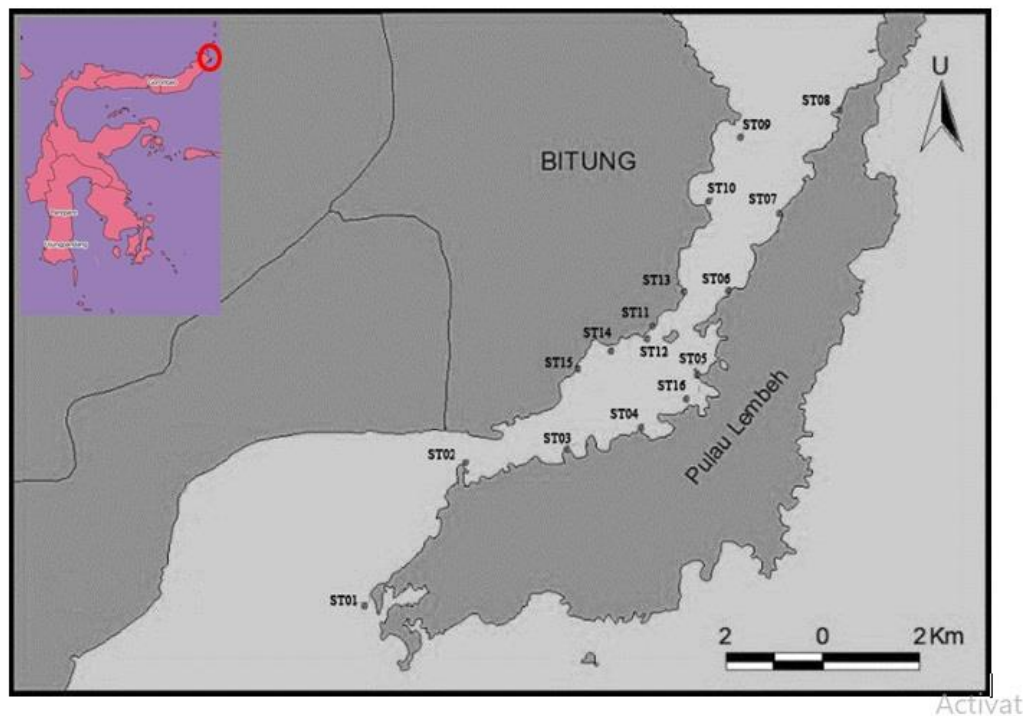 U
ST08
ST09
BITUNG
ST10
ST07
ST13
ST06
ST11
ST14
ST12
ST15
ST05
ST16
ST04
Pulau Lembeh
ST03
ST02
ST01
2 0 2 Km
Activat